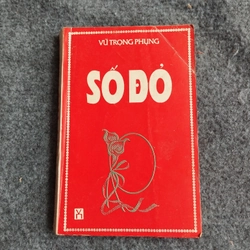 VŨ TRỌNG PHỤNG
SỐ ĐỎ